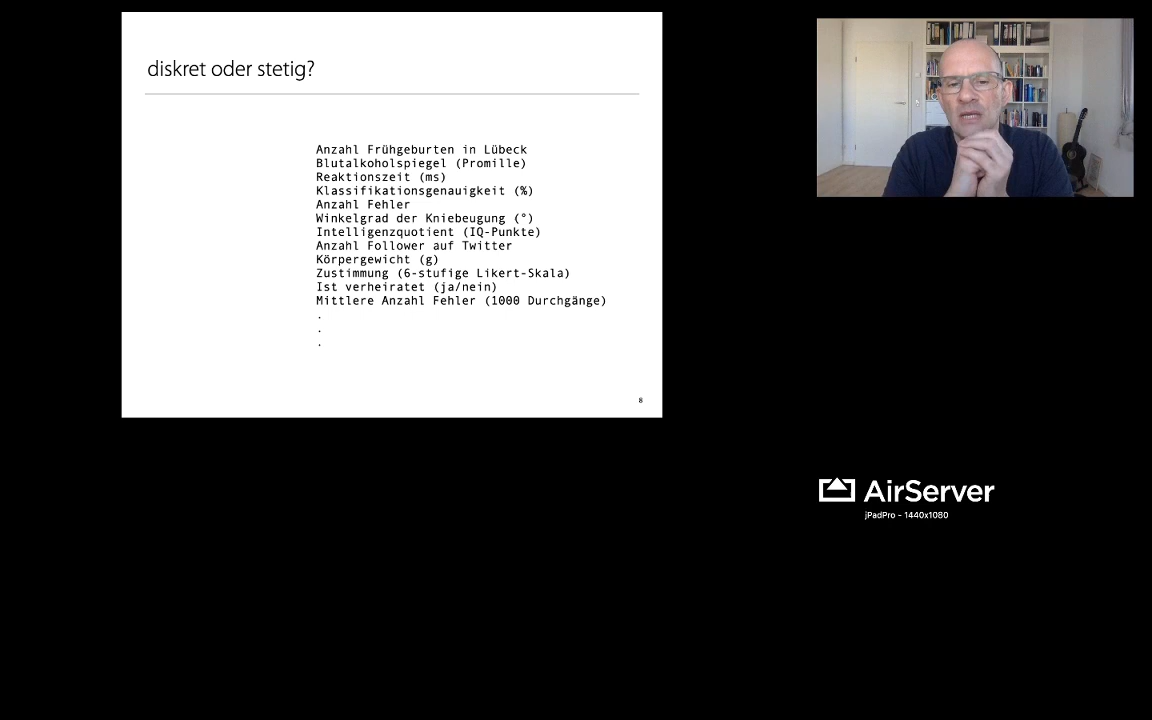 diskret oder stetig?
Anzahl Frühgeburten in Lübeck
Blutalkoholspiegel (Promille)
Reaktionszeit (ms)
Klassifikationsgenauigkeit (%)
Anzahl Fehler
Winkelgrad der Kniebeugung (°)
Intelligenzquotient (IQ-Punkte)
Anzahl Follower auf Twitter
Körpergewicht (g)
Zustimmung (6-stufige Likert-Skala)
Ist verheiratet (ja/nein)
Mittlere Anzahl Fehler (1000 Durchgänge)
.
.
.
8
AirServer
jPadPro - 1440x1080